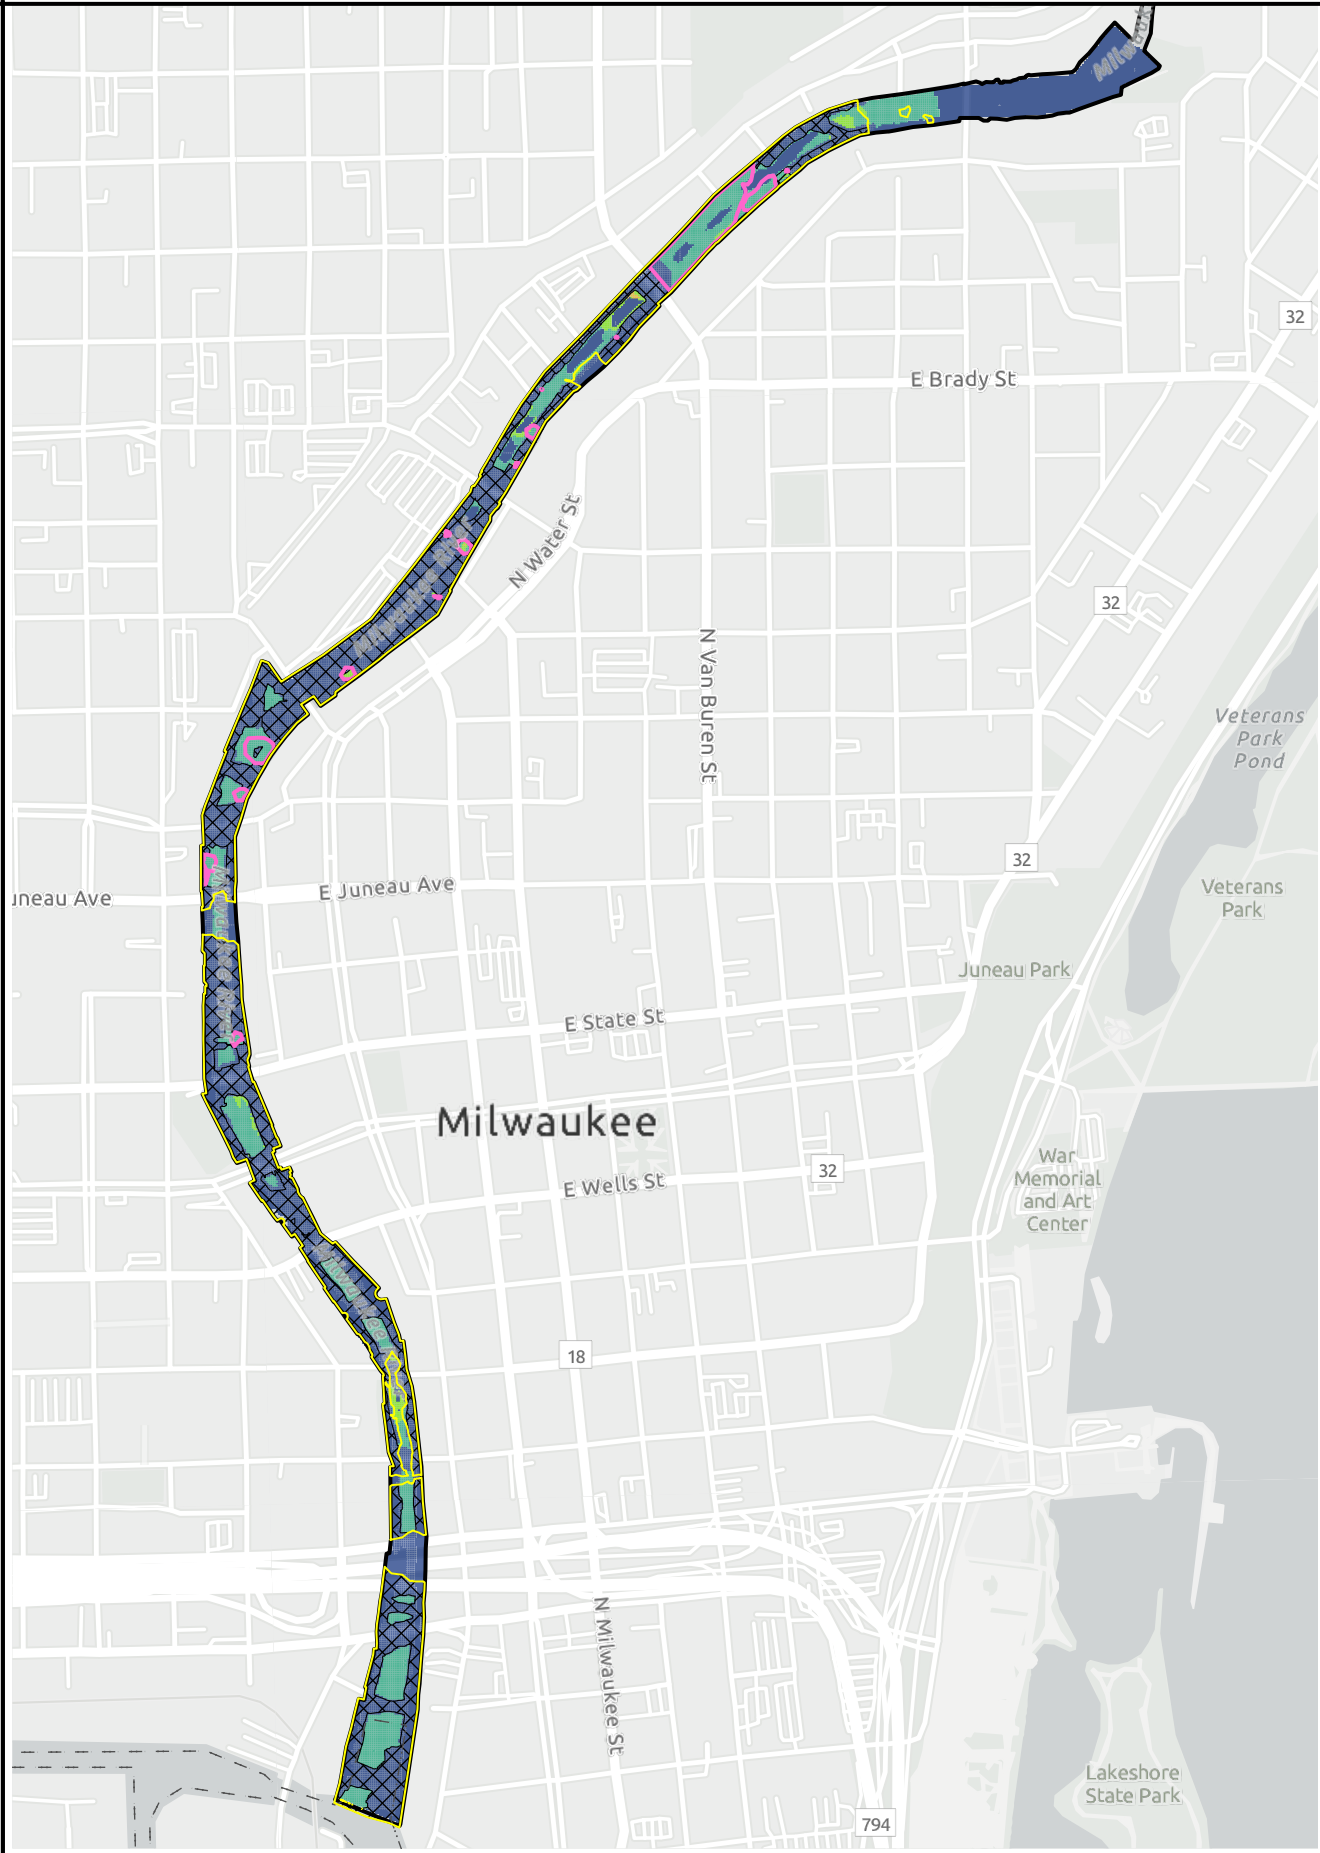 32
E Brady St
N Water St
32
N Van Buren St
Milwaukee River
Veterans
Park
Pond
32
uneau Ave
E Juneau Ave
Veterans
Park
Juneau Park
E State St
Milwaukee
War
Memorial
and Art
Center
32
E Wells St
18
N Milwaukee St
Lakeshore
State Park
794